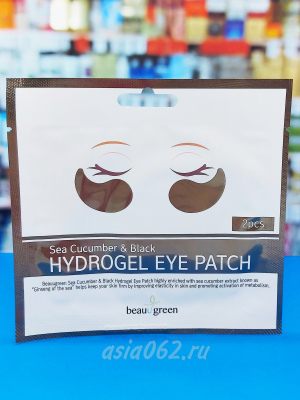 2pcs
Sea Cucumber & Black
HYDROGEL EYE PATCH
Beaugreen Sea Cucumber & Black Hydrogel Eye Patch highly enriched with sea cucumber extract known as
"Ginseng of the sea" helps keep your skin firm by improving elasticity in skin and promoting activation of metabolism.
beauugreen
asia062.ru